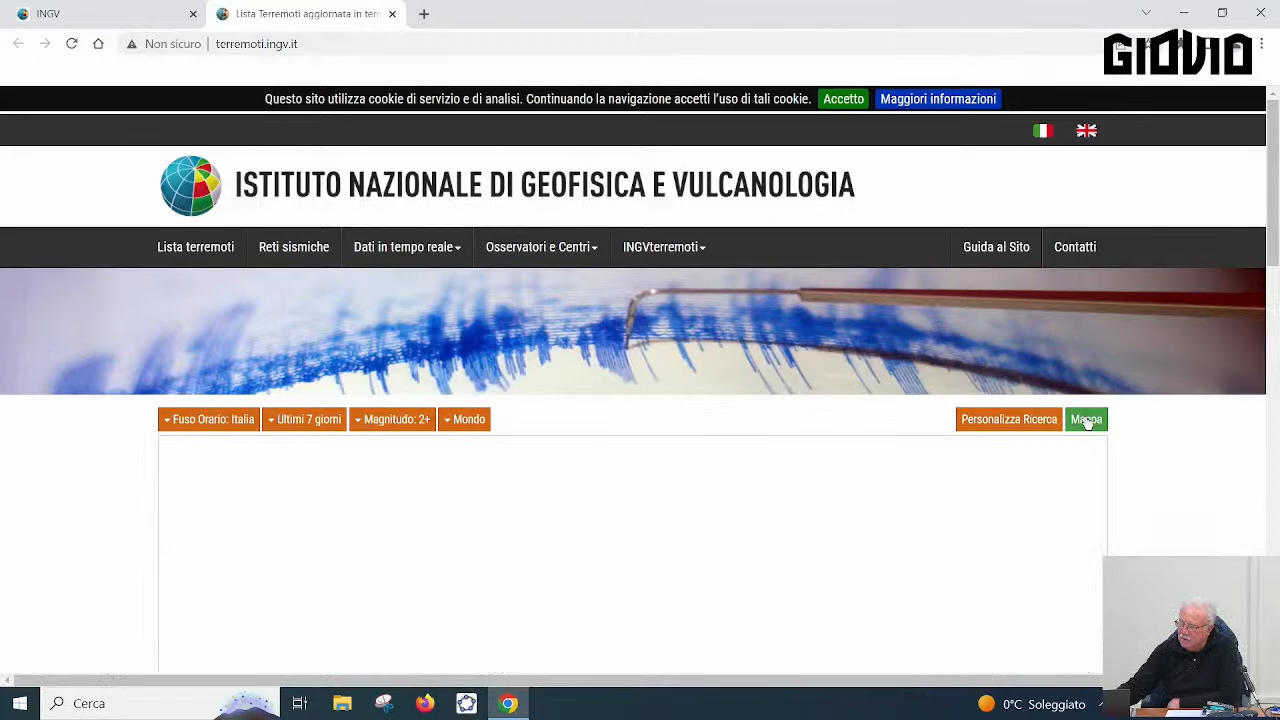 INGV
Lista Terremoti aggiornata in tem
GIOVIO
Non sicuro
terremoti.ingv.it
Questo sito utilizza cookie di servizio e di analisi. Continuando la navigazione accetti l'uso di tali cookie. Accetto Maggiori informazioni
ISTITUTO NAZIONALE DI GEOFISICA E VULCANOLOGIA
Lista terremoti Reti sismiche Dati in tempo reale Osservatori e Centri INGVterremoti Guida al Sito Contatti
Fuso Orario: Italia Ultimi 7 giorni Magnitudo: 2+ Mondo Personalizza Ricerca Mappa
Cerca
0°C Soleggiato